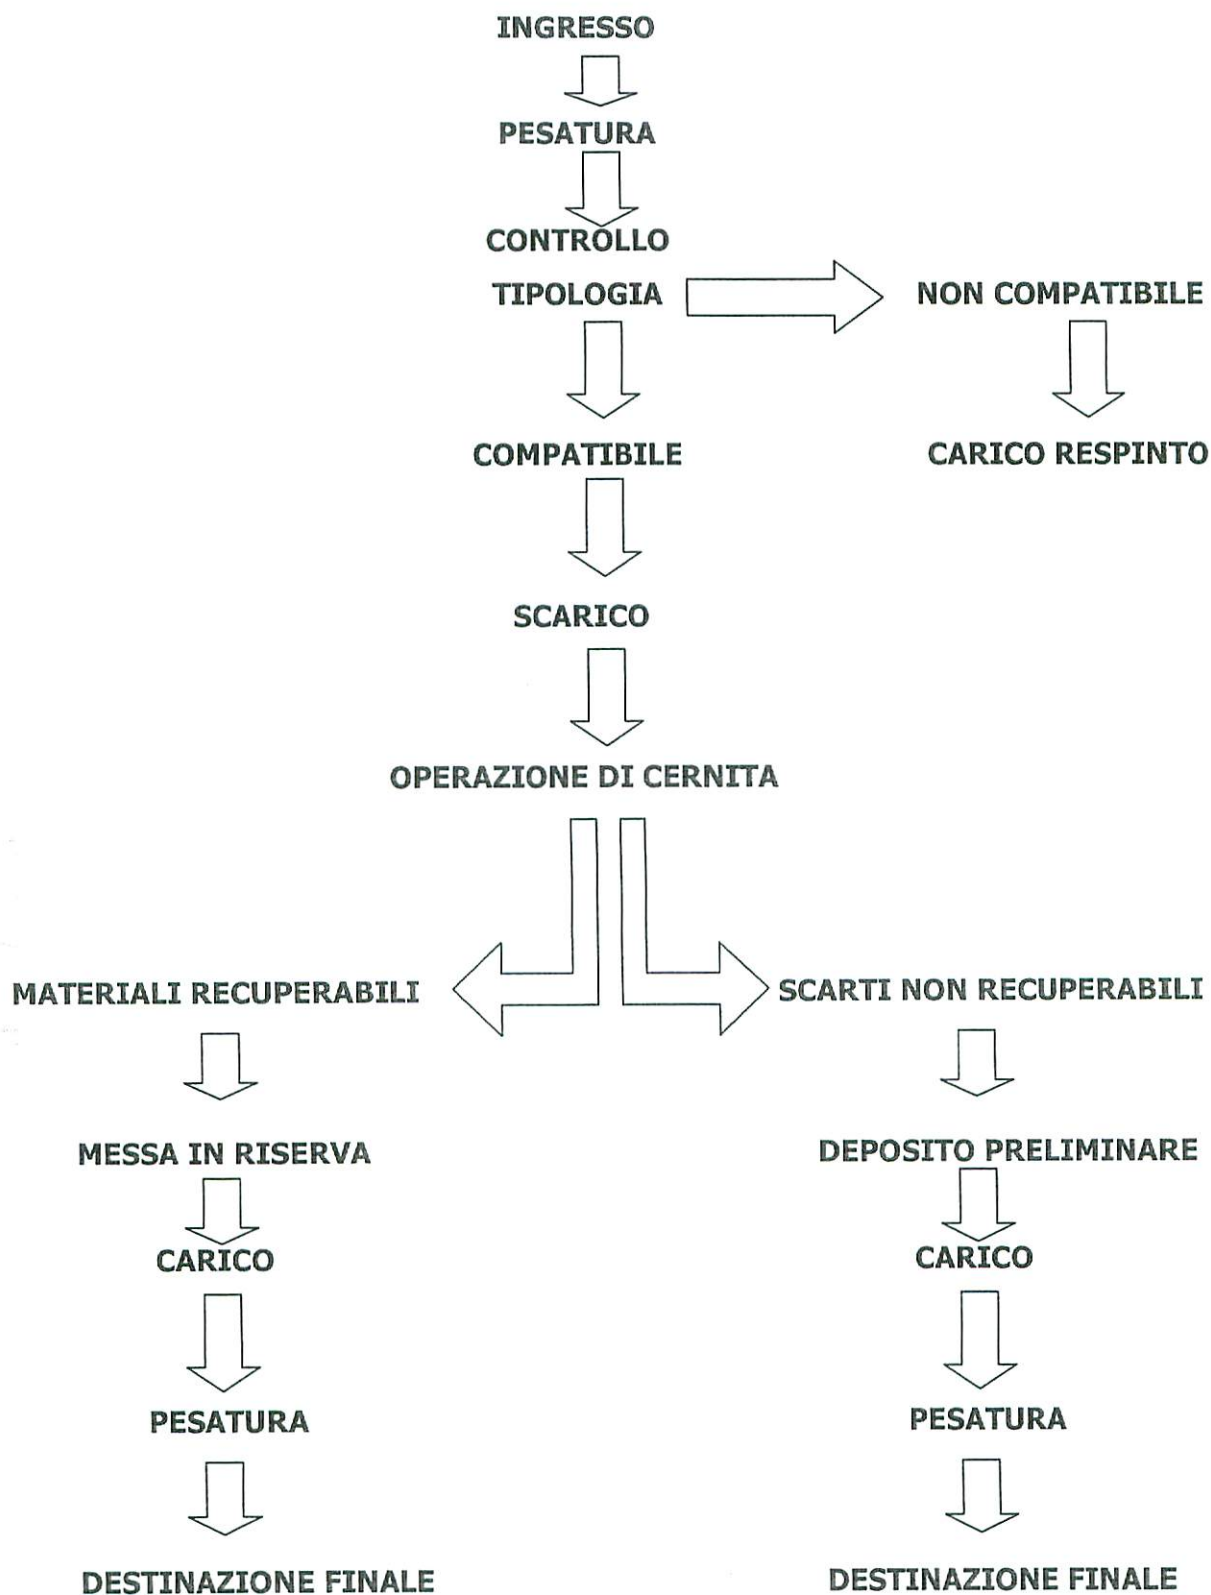 INGRESSO
PESATURA
CONTROLLO
TIPOLOGIA
NON COMPATIBILE
COMPATIBILE
CARICO RESPINTO
SCARICO
OPERAZIONE DI CERNITA
MATERIALI RECUPERABILI
SCARTI NON RECUPERABILI
MESSA IN RISERVA
DEPOSITO PRELIMINARE
CARICO
CARICO
PESATURA
PESATURA
DESTINAZIONE FINALE
DESTINAZIONE FINALE